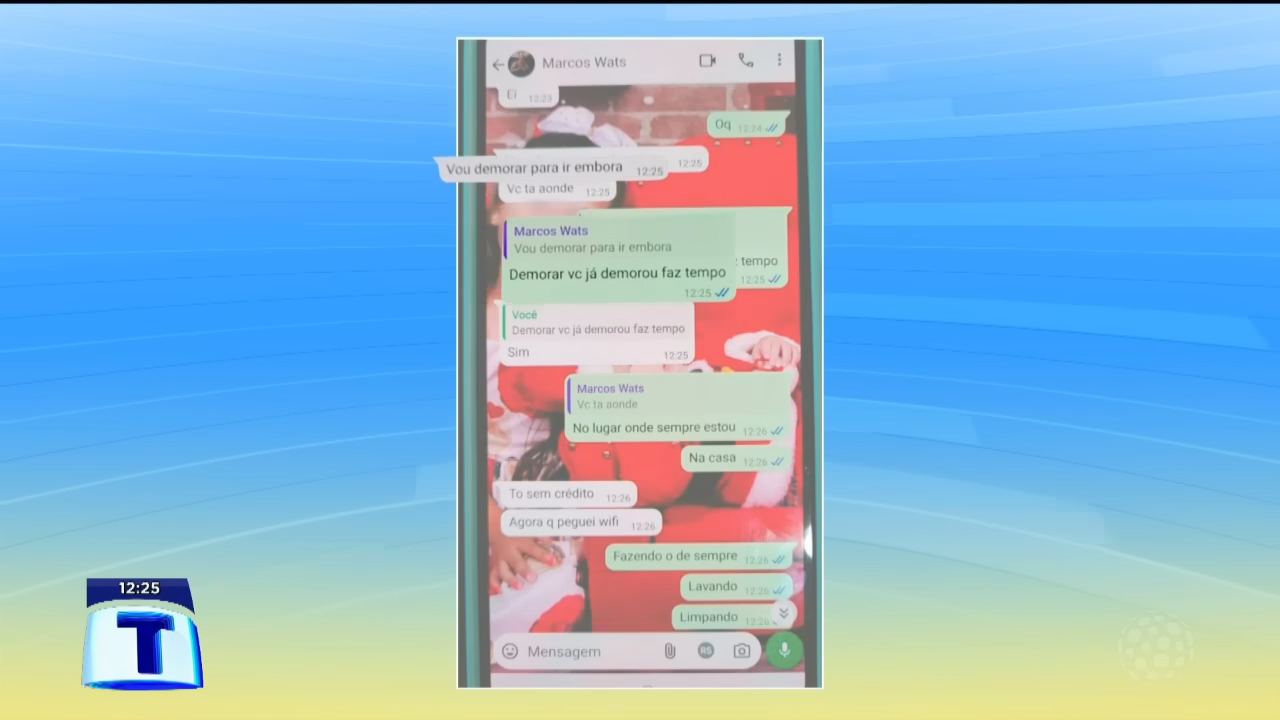 Marcos Wats
Ei 12:23
Oq 12:24
12:25
Vou demorar para ir embora 12:25
Vc ta aonde 12:25
Marcos Wats
Vou demorar para ir embora
Demorar vc já demorou faz tempo
12:25
tempo
12:25
Você
Demorar vc já demorou faz tempo
Sim 12:25
Marcos Wats
Vc ta aonde
No lugar onde sempre estou 12:26
Na casa 12:26
To sem crédito 12:26
Agora q peguei wifi 12:26
Fazendo o de sempre 12:26
Lavando 12:26
Limpando 12:26
Mensagem
R$
12:25
T